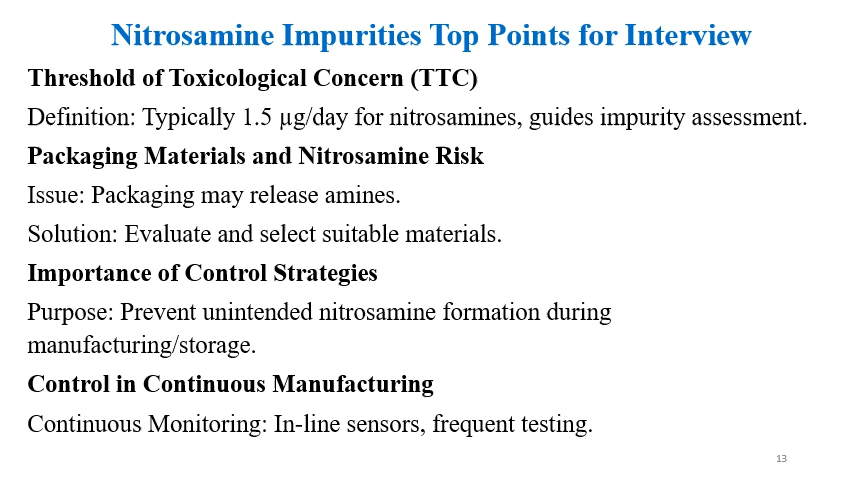 Nitrosamine Impurities Top Points for Interview
Threshold of Toxicological Concern (TTC)
Definition: Typically 1.5 µg/day for nitrosamines, guides impurity assessment.
Packaging Materials and Nitrosamine Risk
Issue: Packaging may release amines.
Solution: Evaluate and select suitable materials.
Importance of Control Strategies
Purpose: Prevent unintended nitrosamine formation during
manufacturing/storage.
Control in Continuous Manufacturing
Continuous Monitoring: In-line sensors, frequent testing.
13